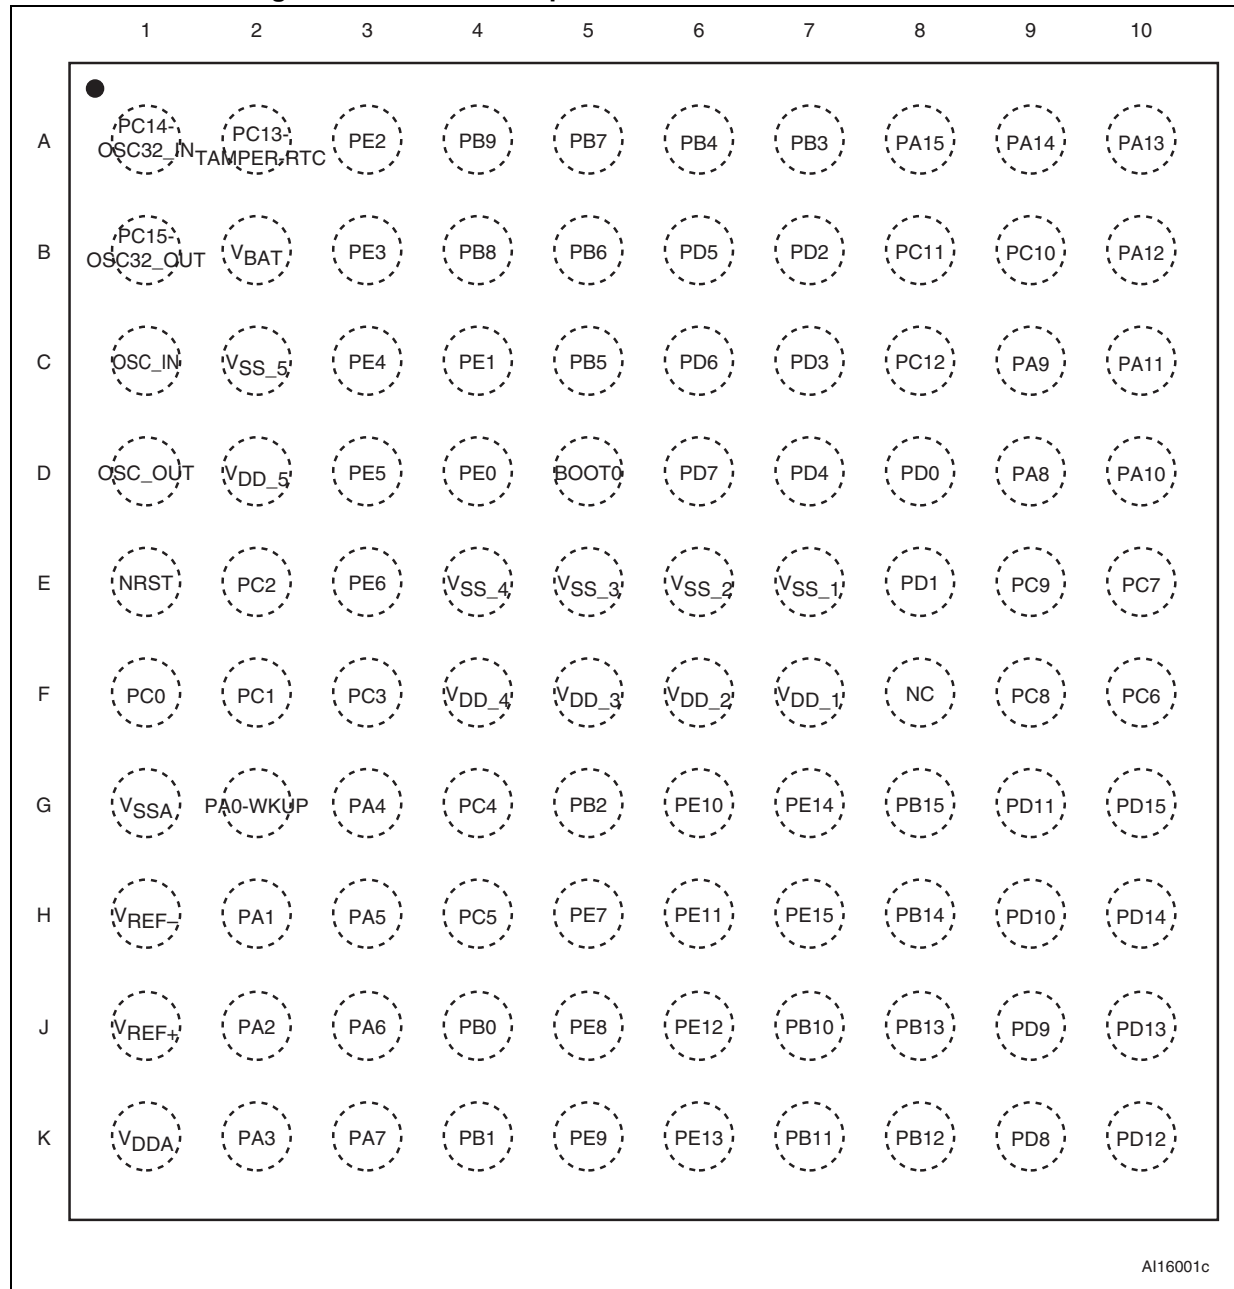 1 2 3 4 5 6 7 8 9 10
A PC14-OSC32_IN PC13-TAMPER-RTC PE2 PB9 PB7 PB4 PB3 PA15 PA14 PA13
B PC15-OSC32_OUT VBAT PE3 PB8 PB6 PD5 PD2 PC11 PC10 PA12
C OSC_IN VSS_5 PE4 PE1 PB5 PD6 PD3 PC12 PA9 PA11
D OSC_OUT VDD_5 PE5 PE0 BOOT0 PD7 PD4 PD0 PA8 PA10
E NRST PC2 PE6 VSS_4 VSS_3 VSS_2 VSS_1 PD1 PC9 PC7
F PC0 PC1 PC3 VDD_4 VDD_3 VDD_2 VDD_1 NC PC8 PC6
G VSSA PA0-WKUP PA4 PC4 PB2 PE10 PE14 PB15 PD11 PD15
H VREF– PA1 PA5 PC5 PE7 PE11 PE15 PB14 PD10 PD14
J VREF+ PA2 PA6 PB0 PE8 PE12 PB10 PB13 PD9 PD13
K VDDA PA3 PA7 PB1 PE9 PE13 PB11 PB12 PD8 PD12
AI16001c